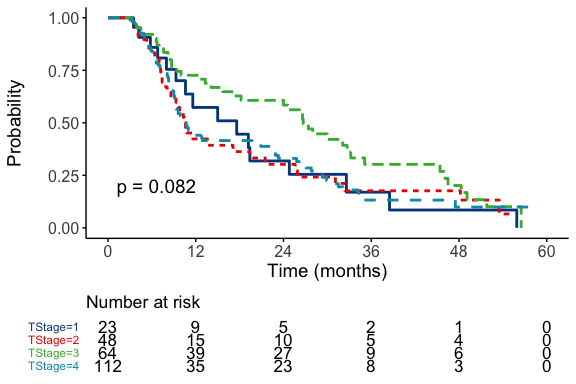 1.00
0.75
0.50
0.25
0.00
Probability
p = 0.082
0 12 24 36 48 60
Time (months)
Number at risk
TStage=1 23 9 5 2 1 0
TStage=2 48 15 10 5 4 0
TStage=3 64 39 27 9 6 0
TStage=4 112 35 23 8 3 0